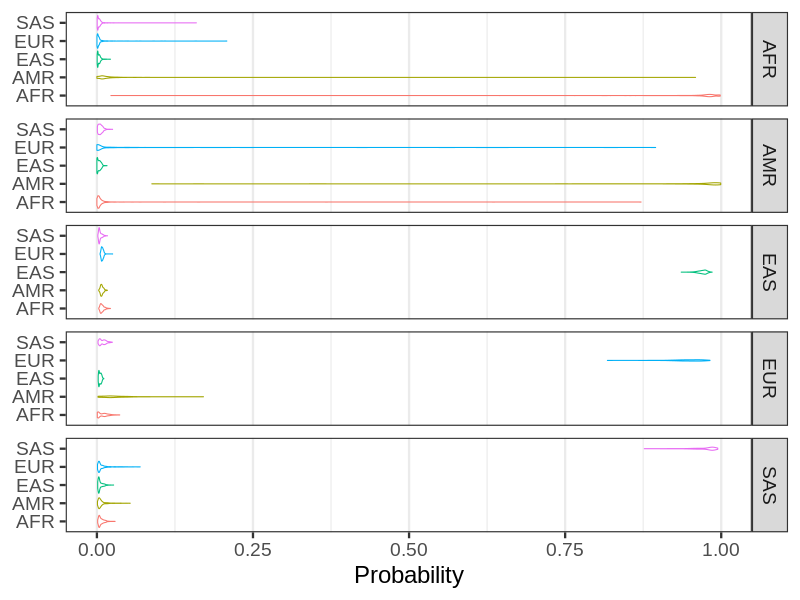 SAS
EUR
EAS
AMR
AFR
AFR
SAS
EUR
EAS
AMR
AFR
AMR
SAS
EUR
EAS
AMR
AFR
EAS
SAS
EUR
EAS
AMR
AFR
EUR
SAS
EUR
EAS
AMR
AFR
SAS
0.00 0.25 0.50 0.75 1.00
Probability